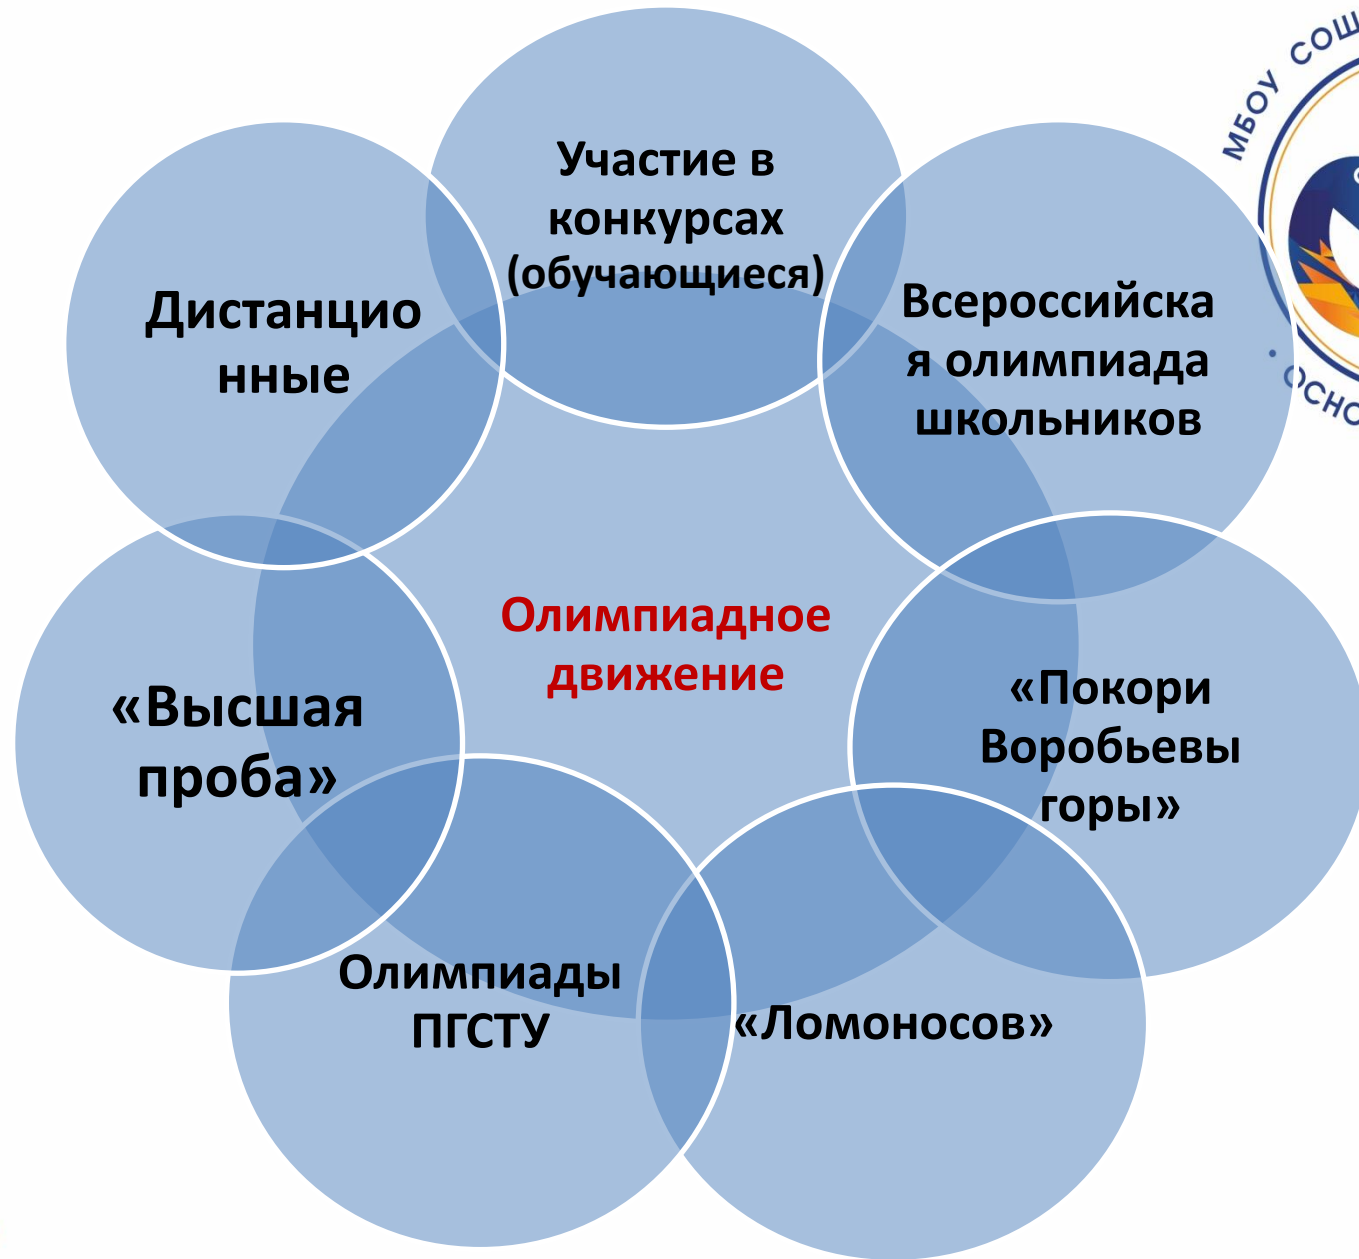 Участие в
конкурсах
(обучающиеся)
Всероссийска
я олимпиада
школьников
«Покори
Воробьевы
горы»
«Ломоносов»
Олимпиады
ПГСТУ
«Высшая
проба»
Дистанцио
нные
Олимпиадное
движение
МБОУ СОШ